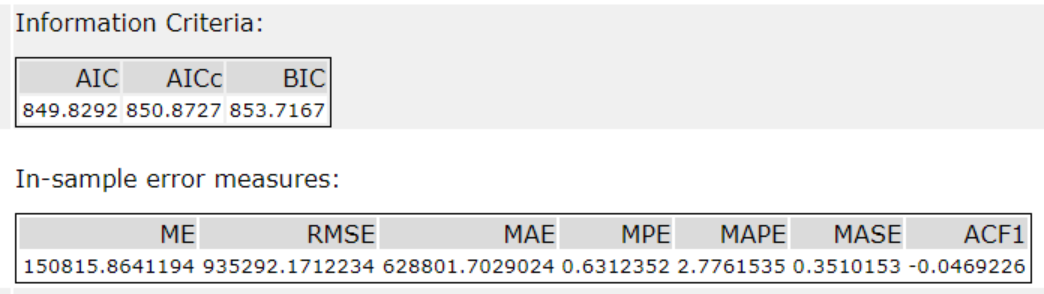 Information Criteria:
AIC AICc BIC
849.8292 850.8727 853.7167
In-sample error measures:
ME RMSE MAE MPE MAPE MASE ACF1
150815.8641194 935292.1712234 628801.7029024 0.6312352 2.7761535 0.3510153 -0.0469226